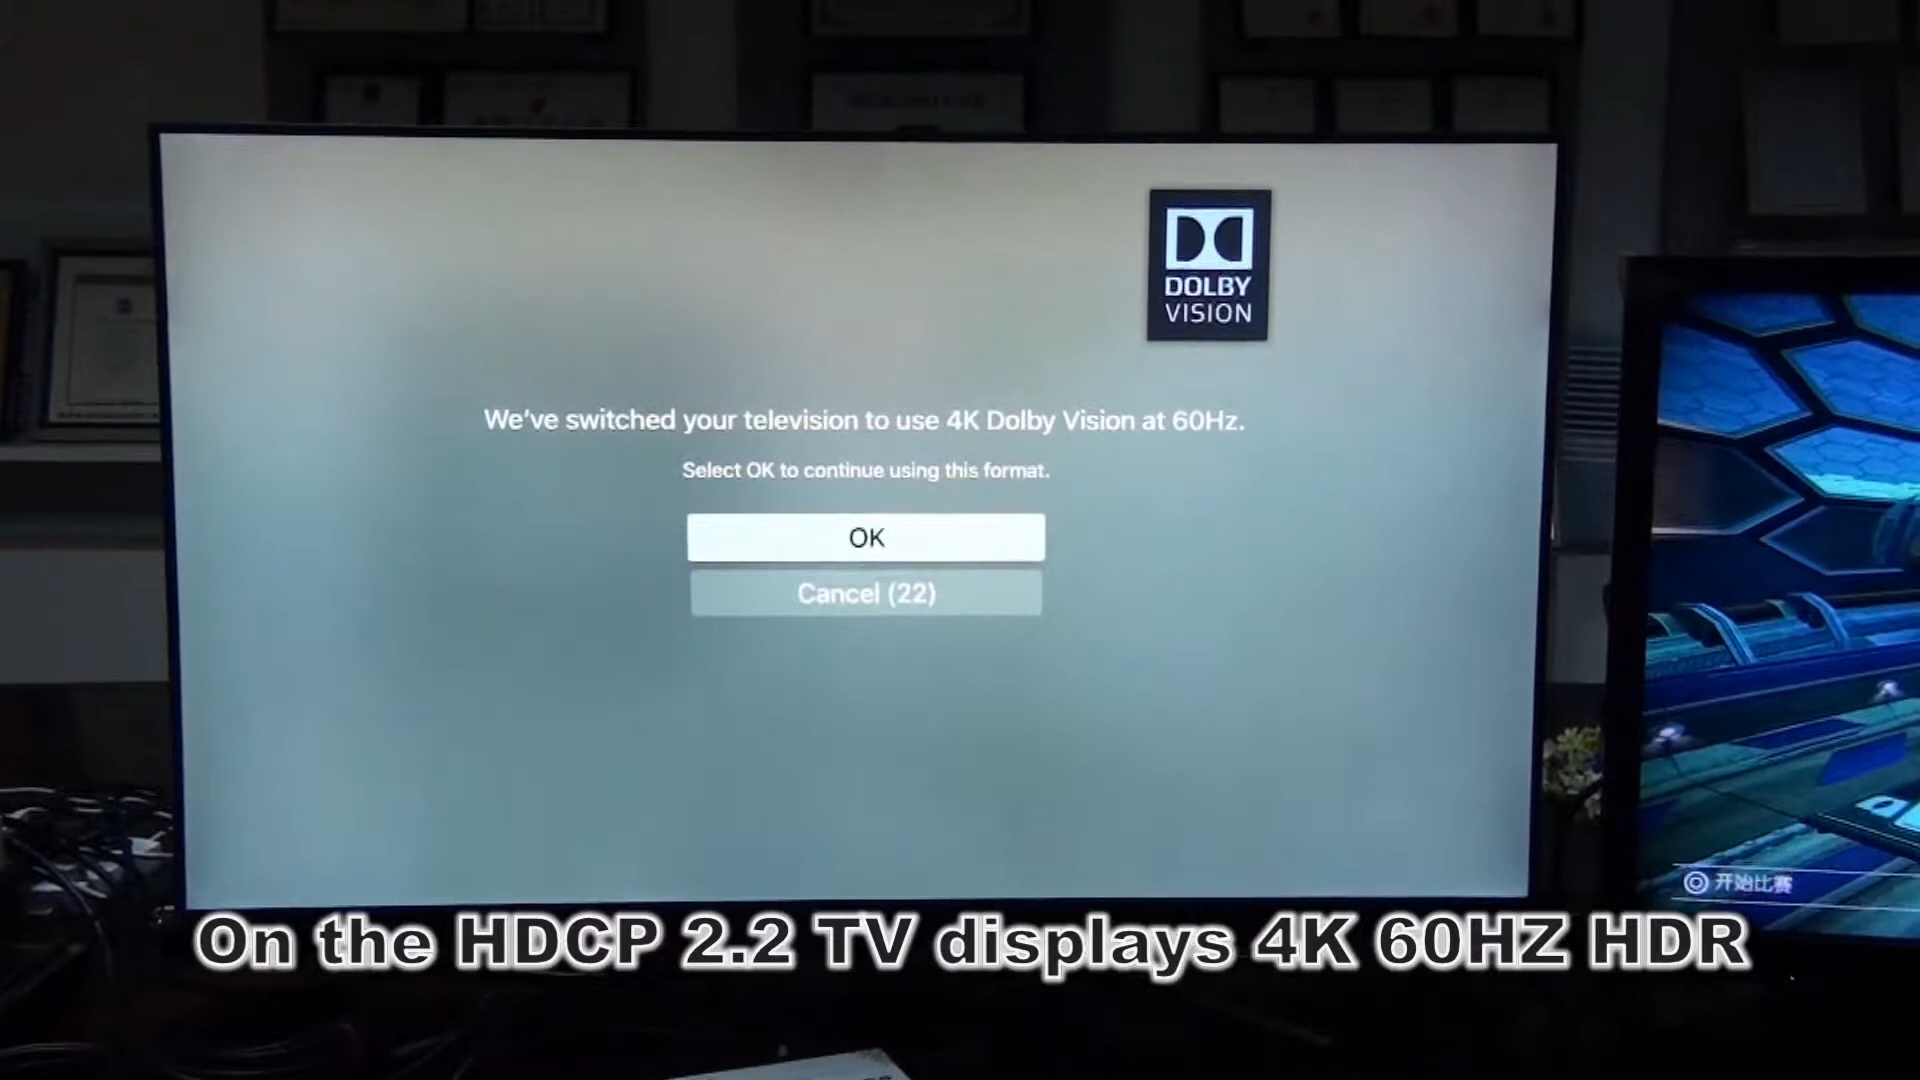 DOLBY
VISION
We've switched your television to use 4K Dolby Vision at 60Hz.
Select OK to continue using this format.
OK
Cancel (22)
开始比赛
On the HDCP 2.2 TV displays 4K 60HZ HDR